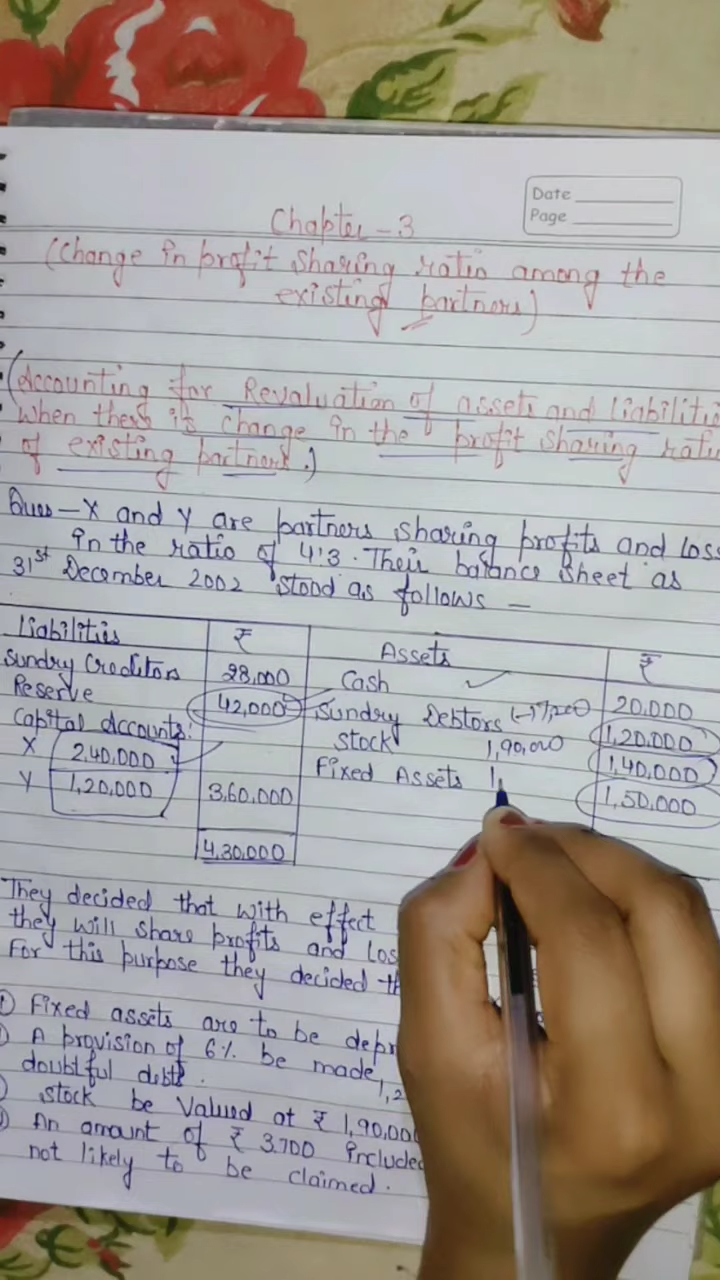 Date
Page
Chapter - 3
(Change in profit sharing ratio among the
existing partners)
(Accounting for Revaluation of assets and Liabiliti
when there is change in the profit sharing ratio
of existing partners.)
Ques - X and Y are partners sharing profits and Loss
in the ratio of 4:3. Their balance sheet as
31st December 2002 stood as follows -
Liabilities ₹ Assets ₹
Sundry Creditors 28,000 Cash 20,000
Reserve 42,000 Sundry Debtors 1,20,000
Capital Accounts: Stock 1,90,000 1,40,000
X 2,40,000 Fixed Assets 1, 1,50,000
Y 1,20,000 3,60,000
4,30,000
They decided that with effect
they will share profits and los
For this purpose they decided th
Fixed assets are to be depr
A provision of 6% be made
doubtful debts. 1,2
Stock be Valued at ₹ 1,90,000
An amount of ₹ 3,700 included
not likely to be claimed.